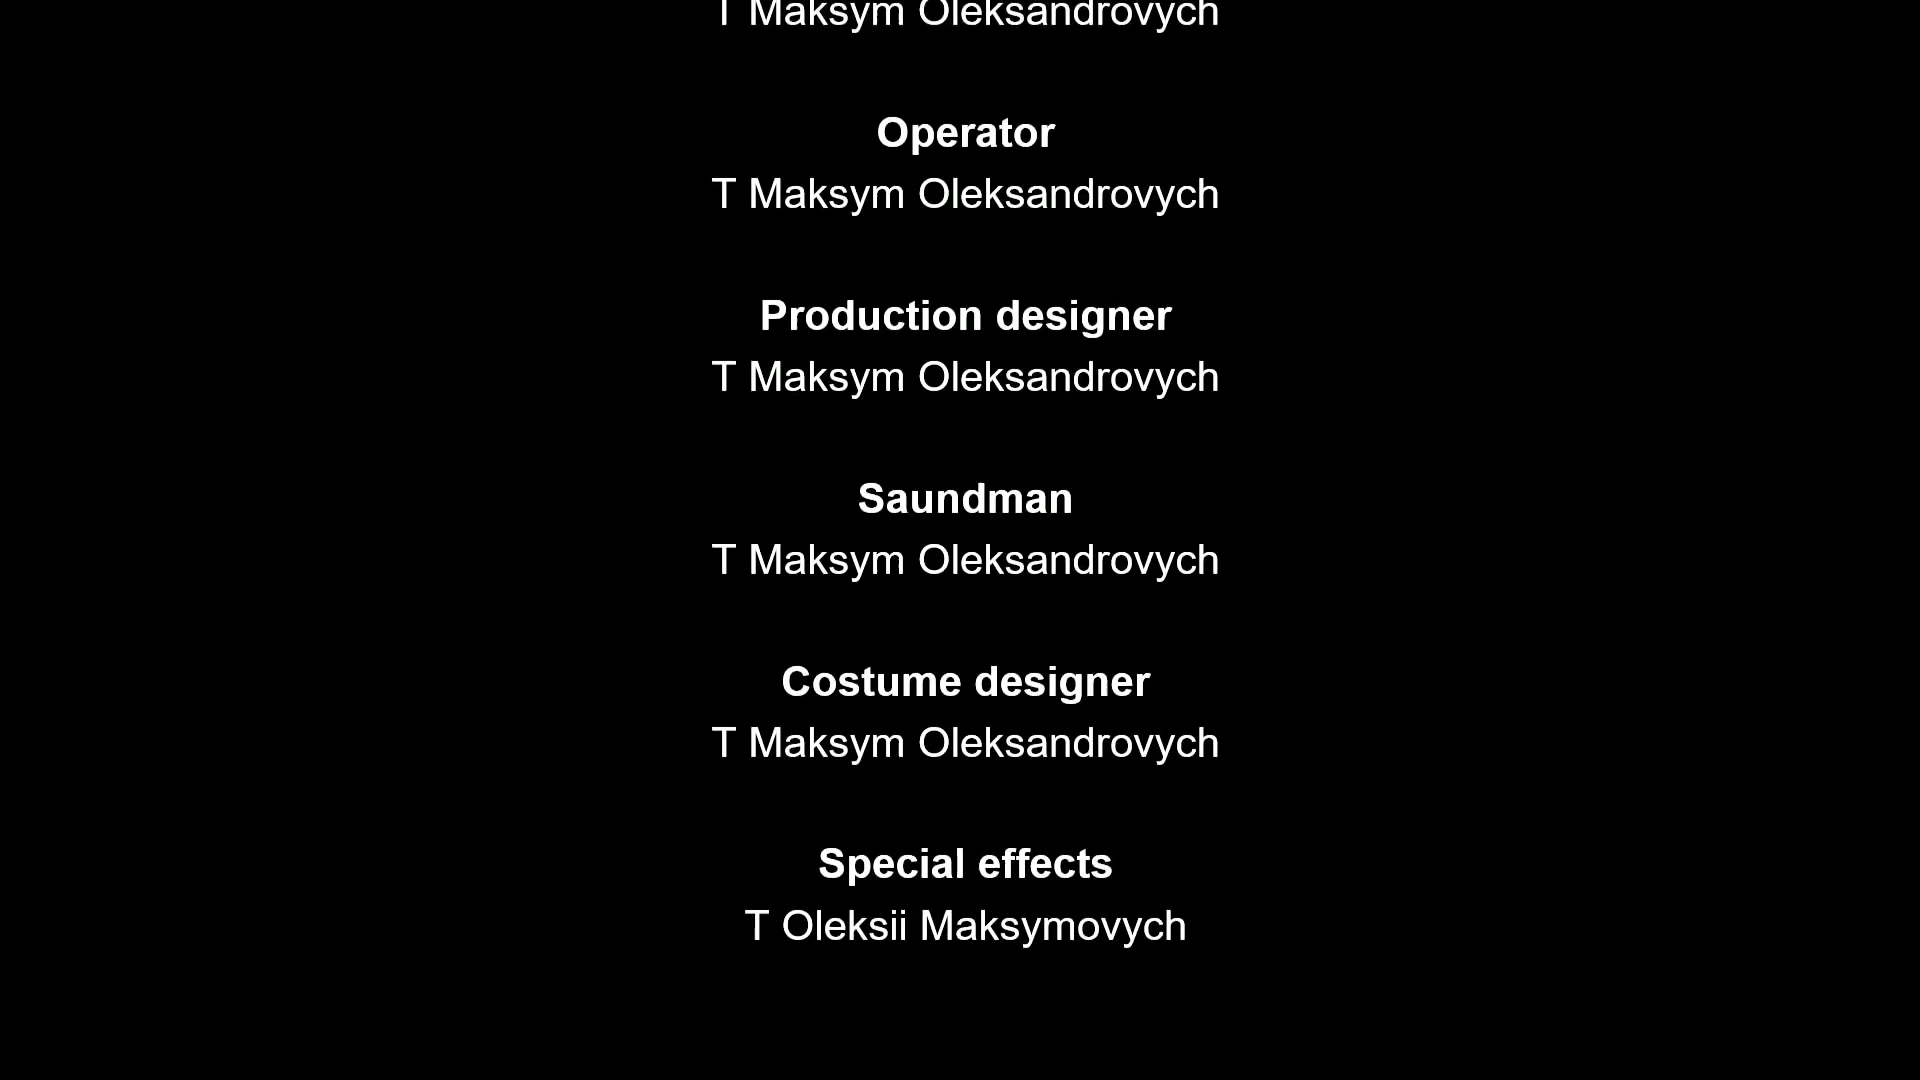 T Maksym Oleksandrovych
Operator
T Maksym Oleksandrovych
Production designer
T Maksym Oleksandrovych
Saundman
T Maksym Oleksandrovych
Costume designer
T Maksym Oleksandrovych
Special effects
T Oleksii Maksymovych